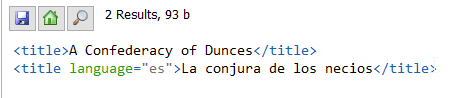 2 Results, 93 b
<title>A Confederacy of Dunces</title>
<title language="es">La conjura de los necios</title>